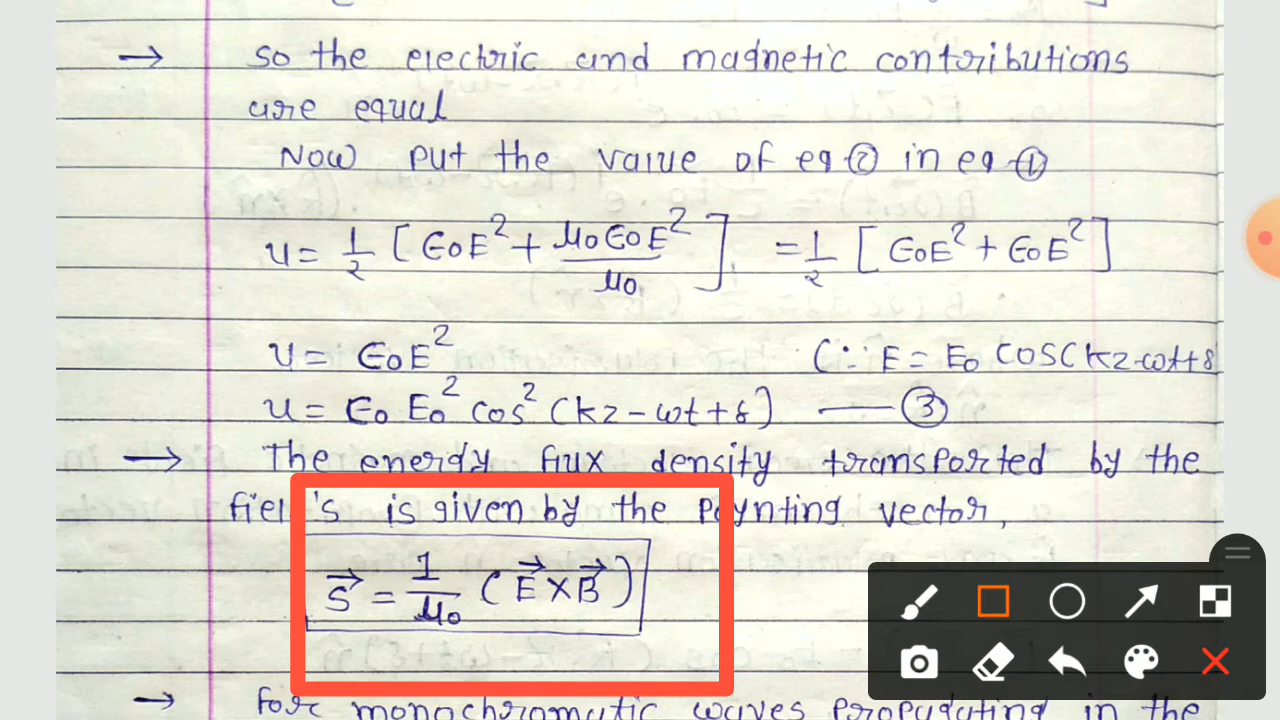 → so the electric and magnetic contributions
are equal
Now put the value of eq ② in eq ①
u = 1/2 [ ϵ0E² + μ0ϵ0E²/μ0 ] = 1/2 [ ϵ0E² + ϵ0E² ]
u = ϵ0E² (∵ E = E0 cos(kz-wt+δ
u = ϵ0 E0² cos² (kz-wt+δ) — ③
→ The energy flux density transported by the
fiel 's is given by the Poynting vector,
S⃗ = 1/μ0 ( E⃗ × B⃗ )
→ for monochromatic waves propagating in the